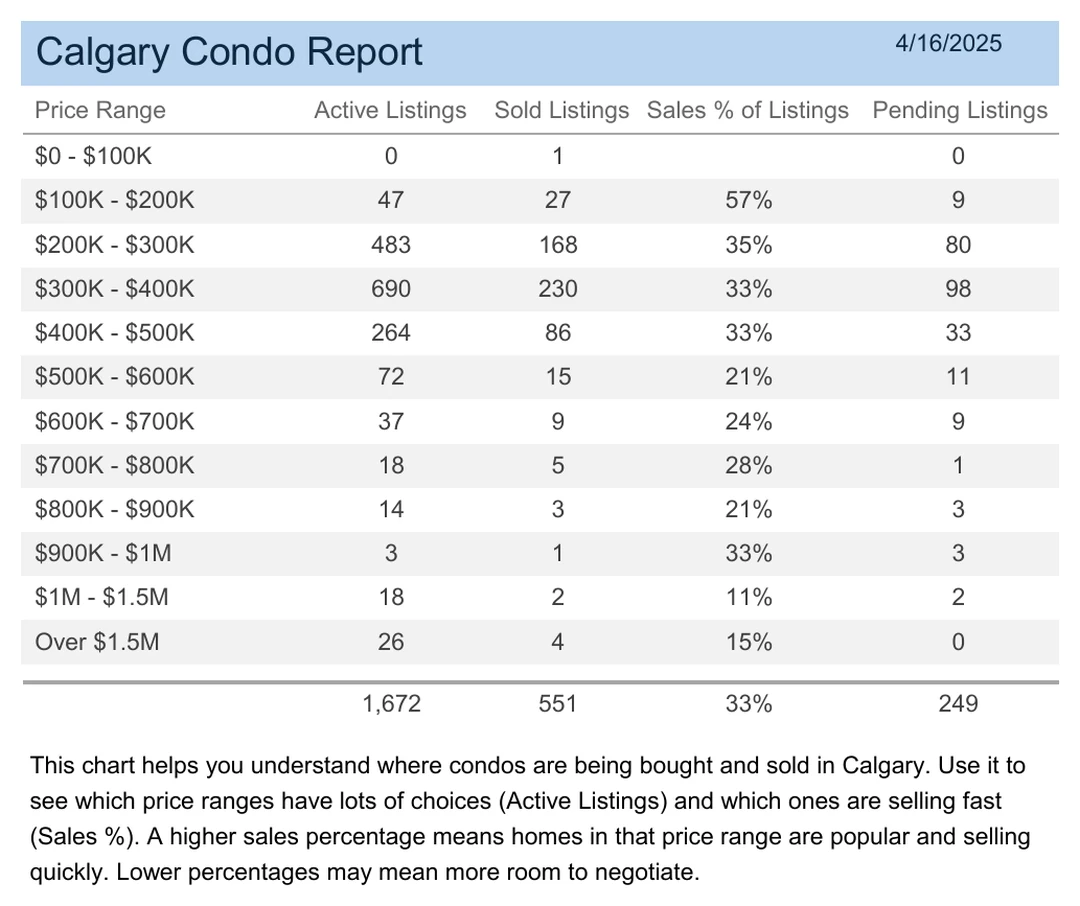 Calgary Condo Report 4/16/2025
Price Range Active Listings Sold Listings Sales % of Listings Pending Listings
$0 - $100K 0 1 0
$100K - $200K 47 27 57% 9
$200K - $300K 483 168 35% 80
$300K - $400K 690 230 33% 98
$400K - $500K 264 86 33% 33
$500K - $600K 72 15 21% 11
$600K - $700K 37 9 24% 9
$700K - $800K 18 5 28% 1
$800K - $900K 14 3 21% 3
$900K - $1M 3 1 33% 3
$1M - $1.5M 18 2 11% 2
Over $1.5M 26 4 15% 0
1,672 551 33% 249
This chart helps you understand where condos are being bought and sold in Calgary. Use it to
see which price ranges have lots of choices (Active Listings) and which ones are selling fast
(Sales %). A higher sales percentage means homes in that price range are popular and selling
quickly. Lower percentages may mean more room to negotiate.